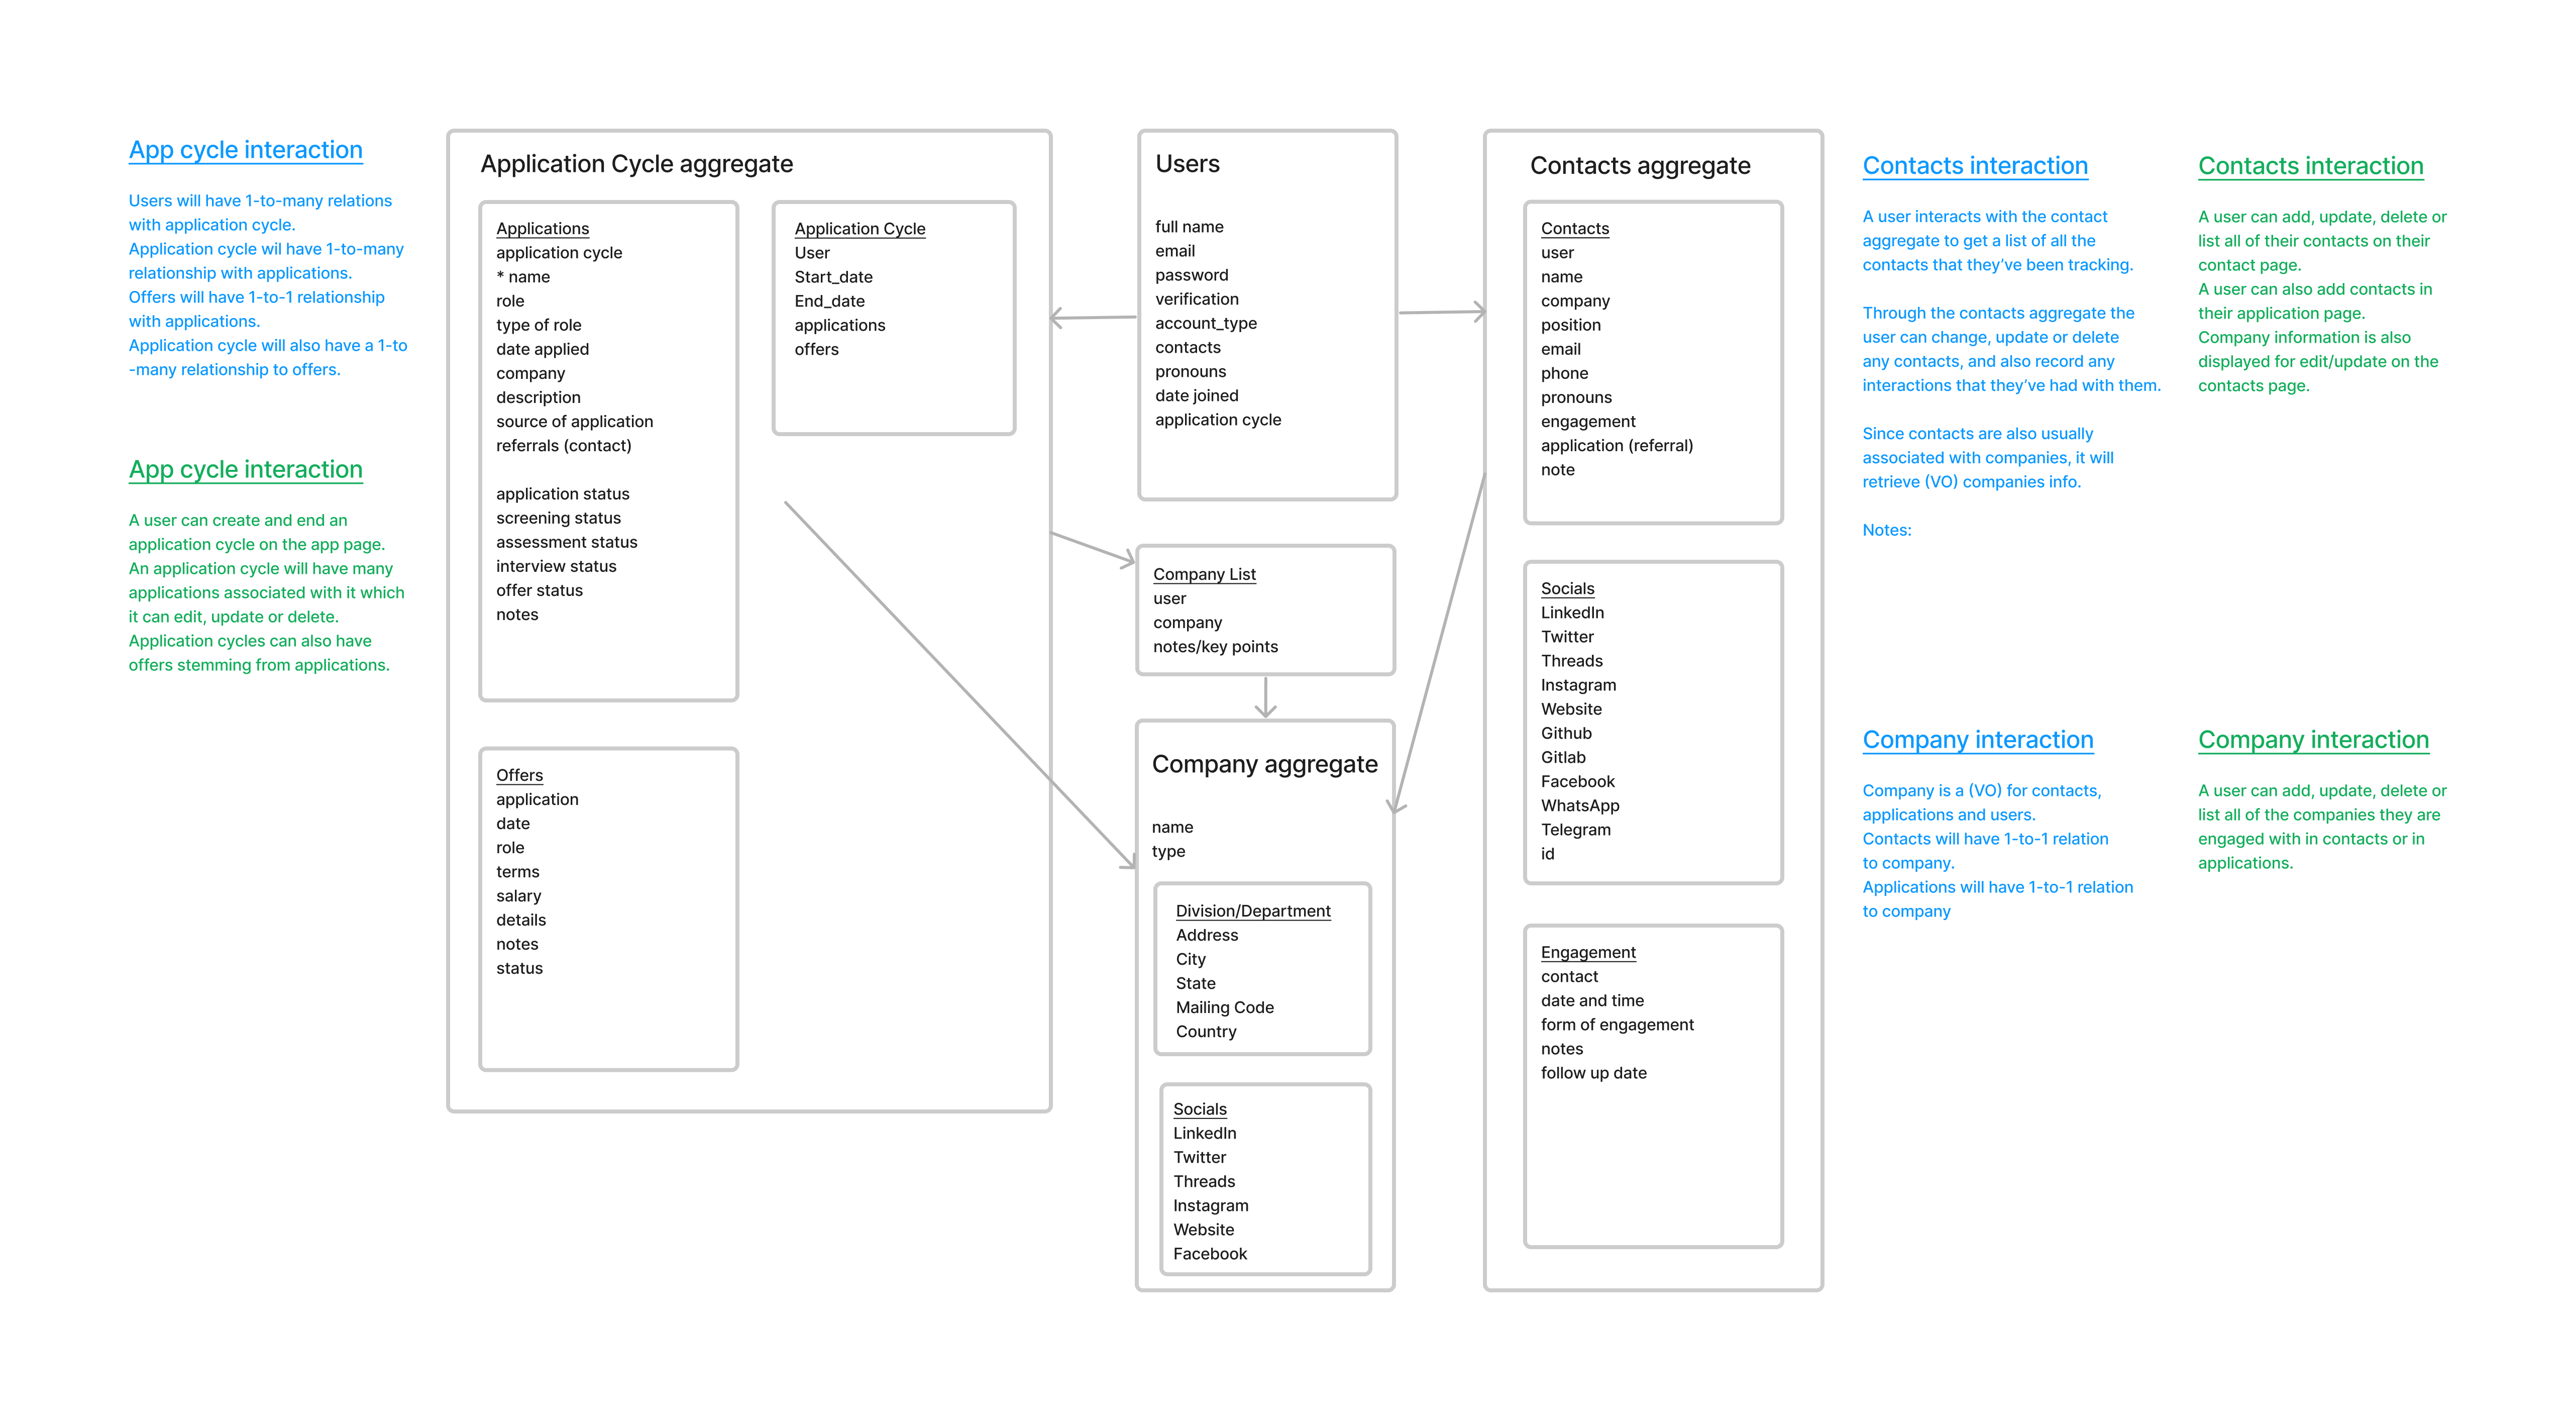 App cycle interaction
Users will have 1-to-many relations
with application cycle.
Application cycle wil have 1-to-many
relationship with applications.
Offers will have 1-to-1 relationship
with applications.
Application cycle will also have a 1-to
-many relationship to offers.
App cycle interaction
A user can create and end an
application cycle on the app page.
An application cycle will have many
applications associated with it which
it can edit, update or delete.
Application cycles can also have
offers stemming from applications.
Application Cycle aggregate
Applications
application cycle
* name
role
type of role
date applied
company
description
source of application
referrals (contact)
application status
screening status
assessment status
interview status
offer status
notes
Application Cycle
User
Start_date
End_date
applications
offers
Offers
application
date
role
terms
salary
details
notes
status
Users
full name
email
password
verification
account_type
contacts
pronouns
date joined
application cycle
Company List
user
company
notes/key points
Company aggregate
name
type
Division/Department
Address
City
State
Mailing Code
Country
Socials
LinkedIn
Twitter
Threads
Instagram
Website
Facebook
Contacts aggregate
Contacts
user
name
company
position
email
phone
pronouns
engagement
application (referral)
note
Socials
LinkedIn
Twitter
Threads
Instagram
Website
Github
Gitlab
Facebook
WhatsApp
Telegram
id
Engagement
contact
date and time
form of engagement
notes
follow up date
Contacts interaction
A user interacts with the contact
aggregate to get a list of all the
contacts that they've been tracking.
Through the contacts aggregate the
user can change, update or delete
any contacts, and also record any
interactions that they've had with them.
Since contacts are also usually
associated with companies, it will
retrieve (VO) companies info.
Notes:
Contacts interaction
A user can add, update, delete or
list all of their contacts on their
contact page.
A user can also add contacts in
their application page.
Company information is also
displayed for edit/update on the
contacts page.
Company interaction
Company is a (VO) for contacts,
applications and users.
Contacts will have 1-to-1 relation
to company.
Applications will have 1-to-1 relation
to company
Company interaction
A user can add, update, delete or
list all of the companies they are
engaged with in contacts or in
applications.